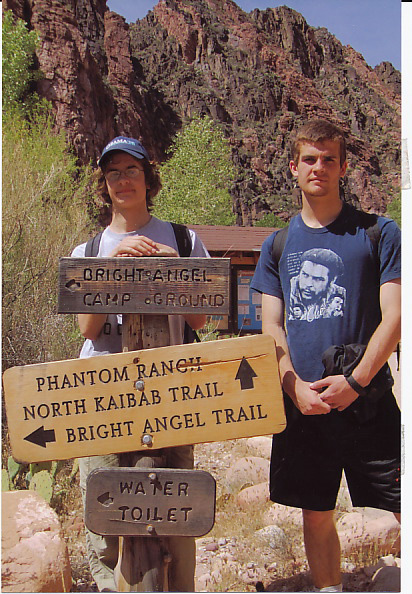 BRIGHT ANGEL
CAMP GROUND
PHANTOM RANCH
NORTH KAIBAB TRAIL
BRIGHT ANGEL TRAIL
WATER
TOILET